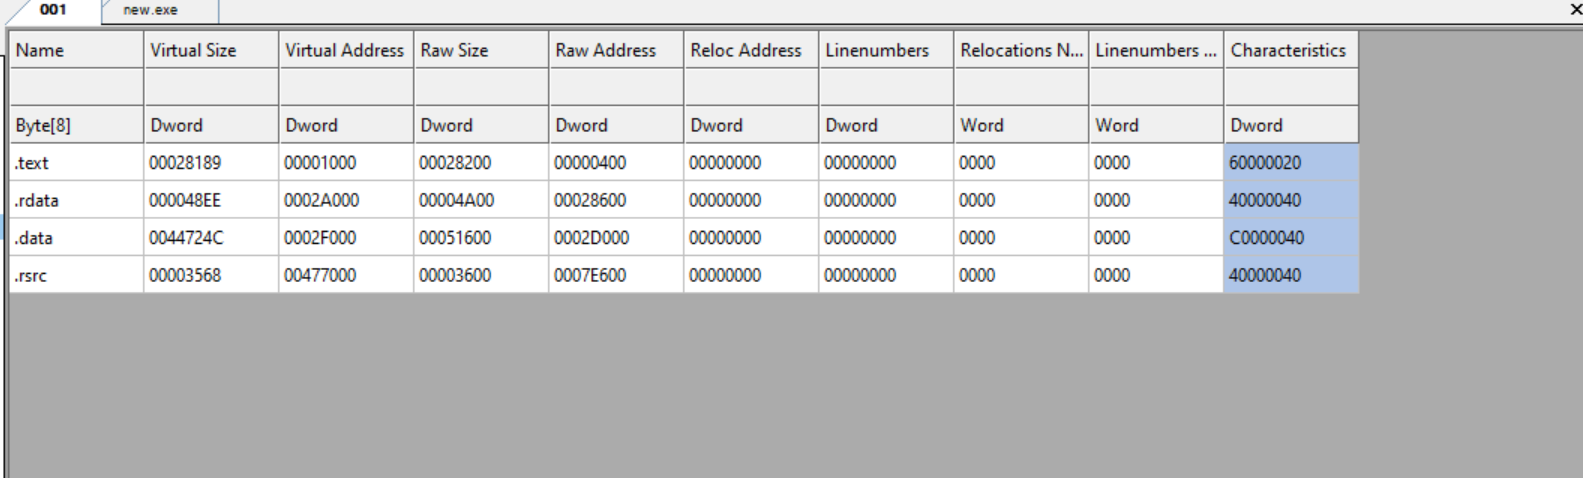 001 new.exe ×
Name Virtual Size Virtual Address Raw Size Raw Address Reloc Address Linenumbers Relocations N... Linenumbers ... Characteristics
Byte[8] Dword Dword Dword Dword Dword Dword Word Word Dword
.text 00028189 00001000 00028200 00000400 00000000 00000000 0000 0000 60000020
.rdata 000048EE 0002A000 00004A00 00028600 00000000 00000000 0000 0000 40000040
.data 0044724C 0002F000 00051600 0002D000 00000000 00000000 0000 0000 C0000040
.rsrc 00003568 00477000 00003600 0007E600 00000000 00000000 0000 0000 40000040